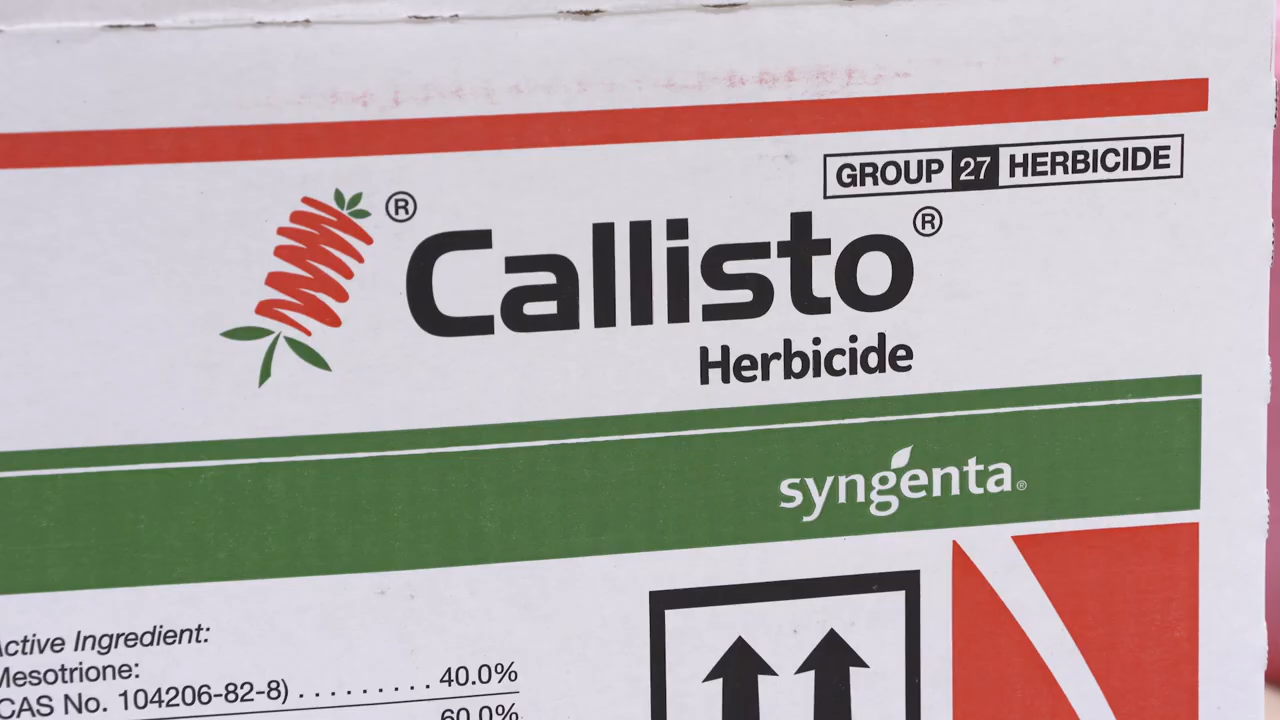 GROUP 27 HERBICIDE
® Callisto®
Herbicide
syngenta®
Active Ingredient:
Mesotrione:
(CAS No. 104206-82-8) . . . . . . . . . 40.0%
60.0%